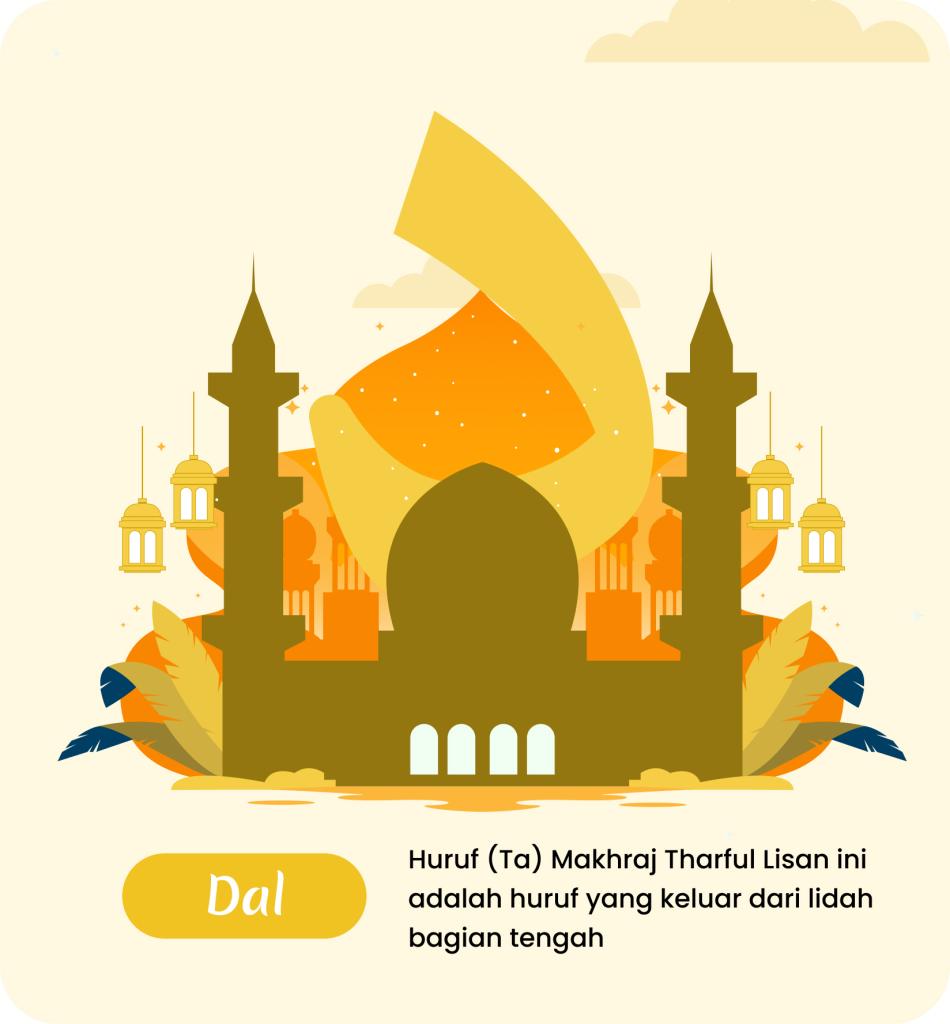 د
Dal
Huruf (Ta) Makhraj Tharful Lisan ini
adalah huruf yang keluar dari lidah
bagian tengah